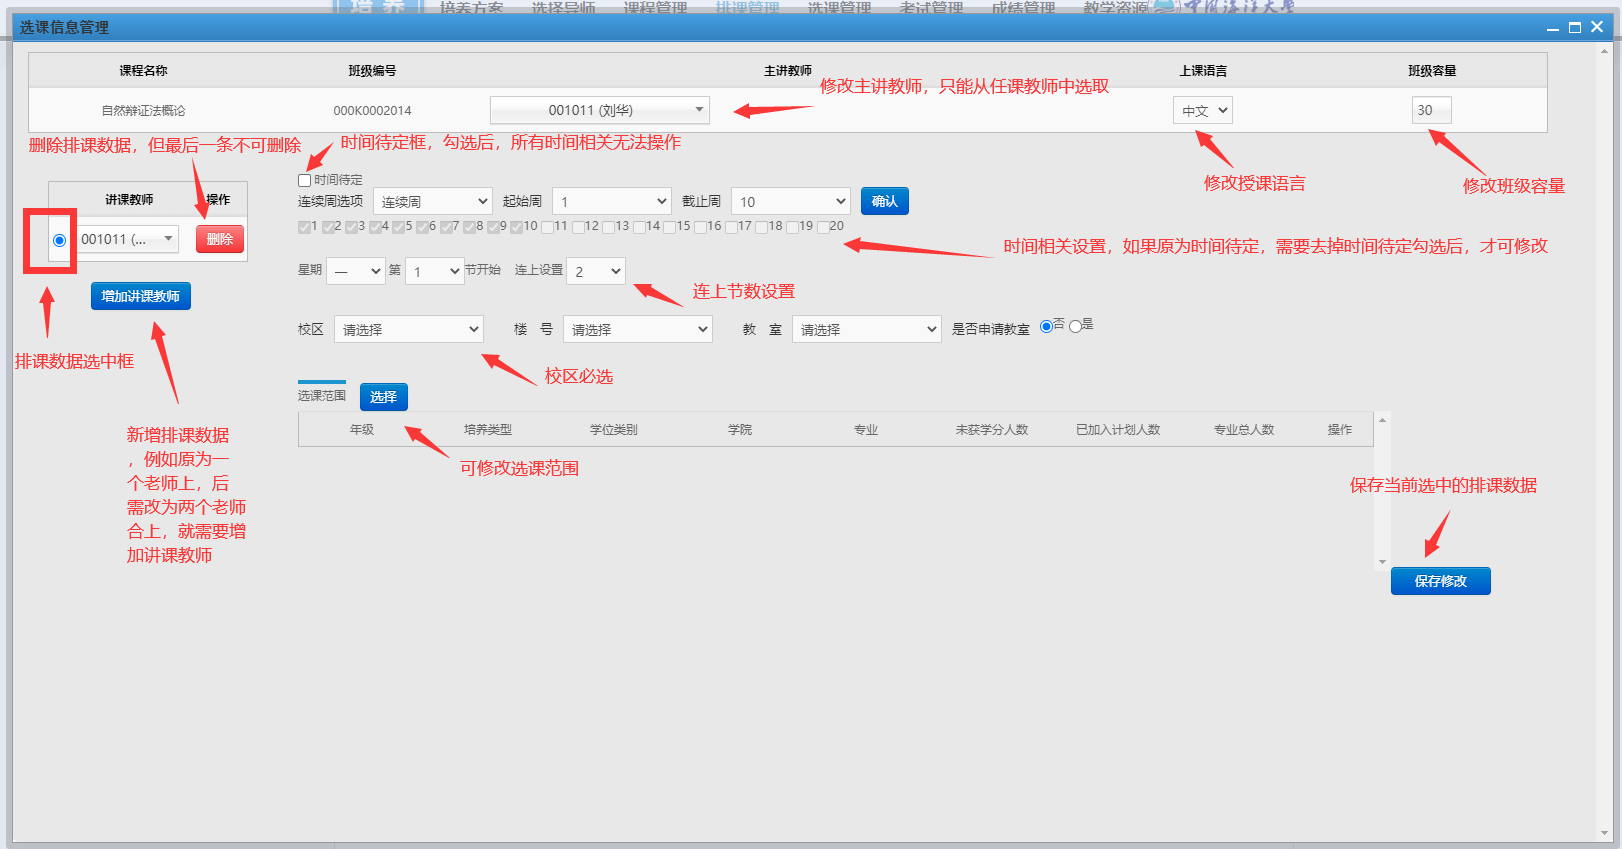 培养 培养方案 选择导师 课程管理 排课管理 选课管理 考试管理 成绩管理 教学资源 中国海洋大学
选课信息管理
课程名称 班级编号 主讲教师 上课语言 班级容量
修改主讲教师，只能从任课教师中选取
自然辩证法概论 000K0002014 001011 (刘华) 中文 30
删除排课数据，但最后一条不可删除
时间待定框，勾选后，所有时间相关无法操作
修改授课语言
修改班级容量
时间待定
讲课教师 操作
连续周选项 连续周 起始周 1 截止周 10 确认
1 2 3 4 5 6 7 8 9 10 11 12 13 14 15 16 17 18 19 20
001011 (... 删除
时间相关设置，如果原为时间待定，需要去掉时间待定勾选后，才可修改
星期 一 第 1 节开始 连上设置 2
连上节数设置
增加讲课教师
校区 请选择 楼 号 请选择 教 室 请选择 是否申请教室 否 是
排课数据选中框
校区必选
选课范围 选择
年级 培养类型 学位类别 学院 专业 未获学分人数 已加入计划人数 专业总人数 操作
可修改选课范围
新增排课数据
，例如原为一
个老师上，后
需改为两个老师
合上，就需要增
加讲课教师
保存当前选中的排课数据
保存修改